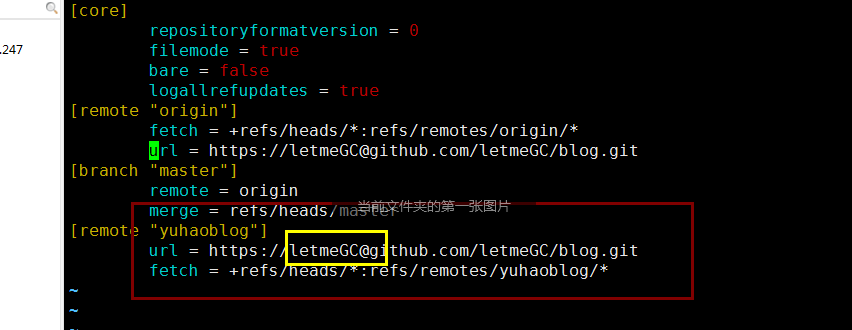 [core]
.247
repositoryformatversion = 0
filemode = true
bare = false
logallrefupdates = true
[remote "origin"]
fetch = +refs/heads/*:refs/remotes/origin/*
url = https://letmeGC@github.com/letmeGC/blog.git
[branch "master"]
remote = origin
当前文件夹的第一张图片
merge = refs/heads/master
[remote "yuhaoblog"]
url = https://letmeGC@github.com/letmeGC/blog.git
fetch = +refs/heads/*:refs/remotes/yuhaoblog/*
~
~
~